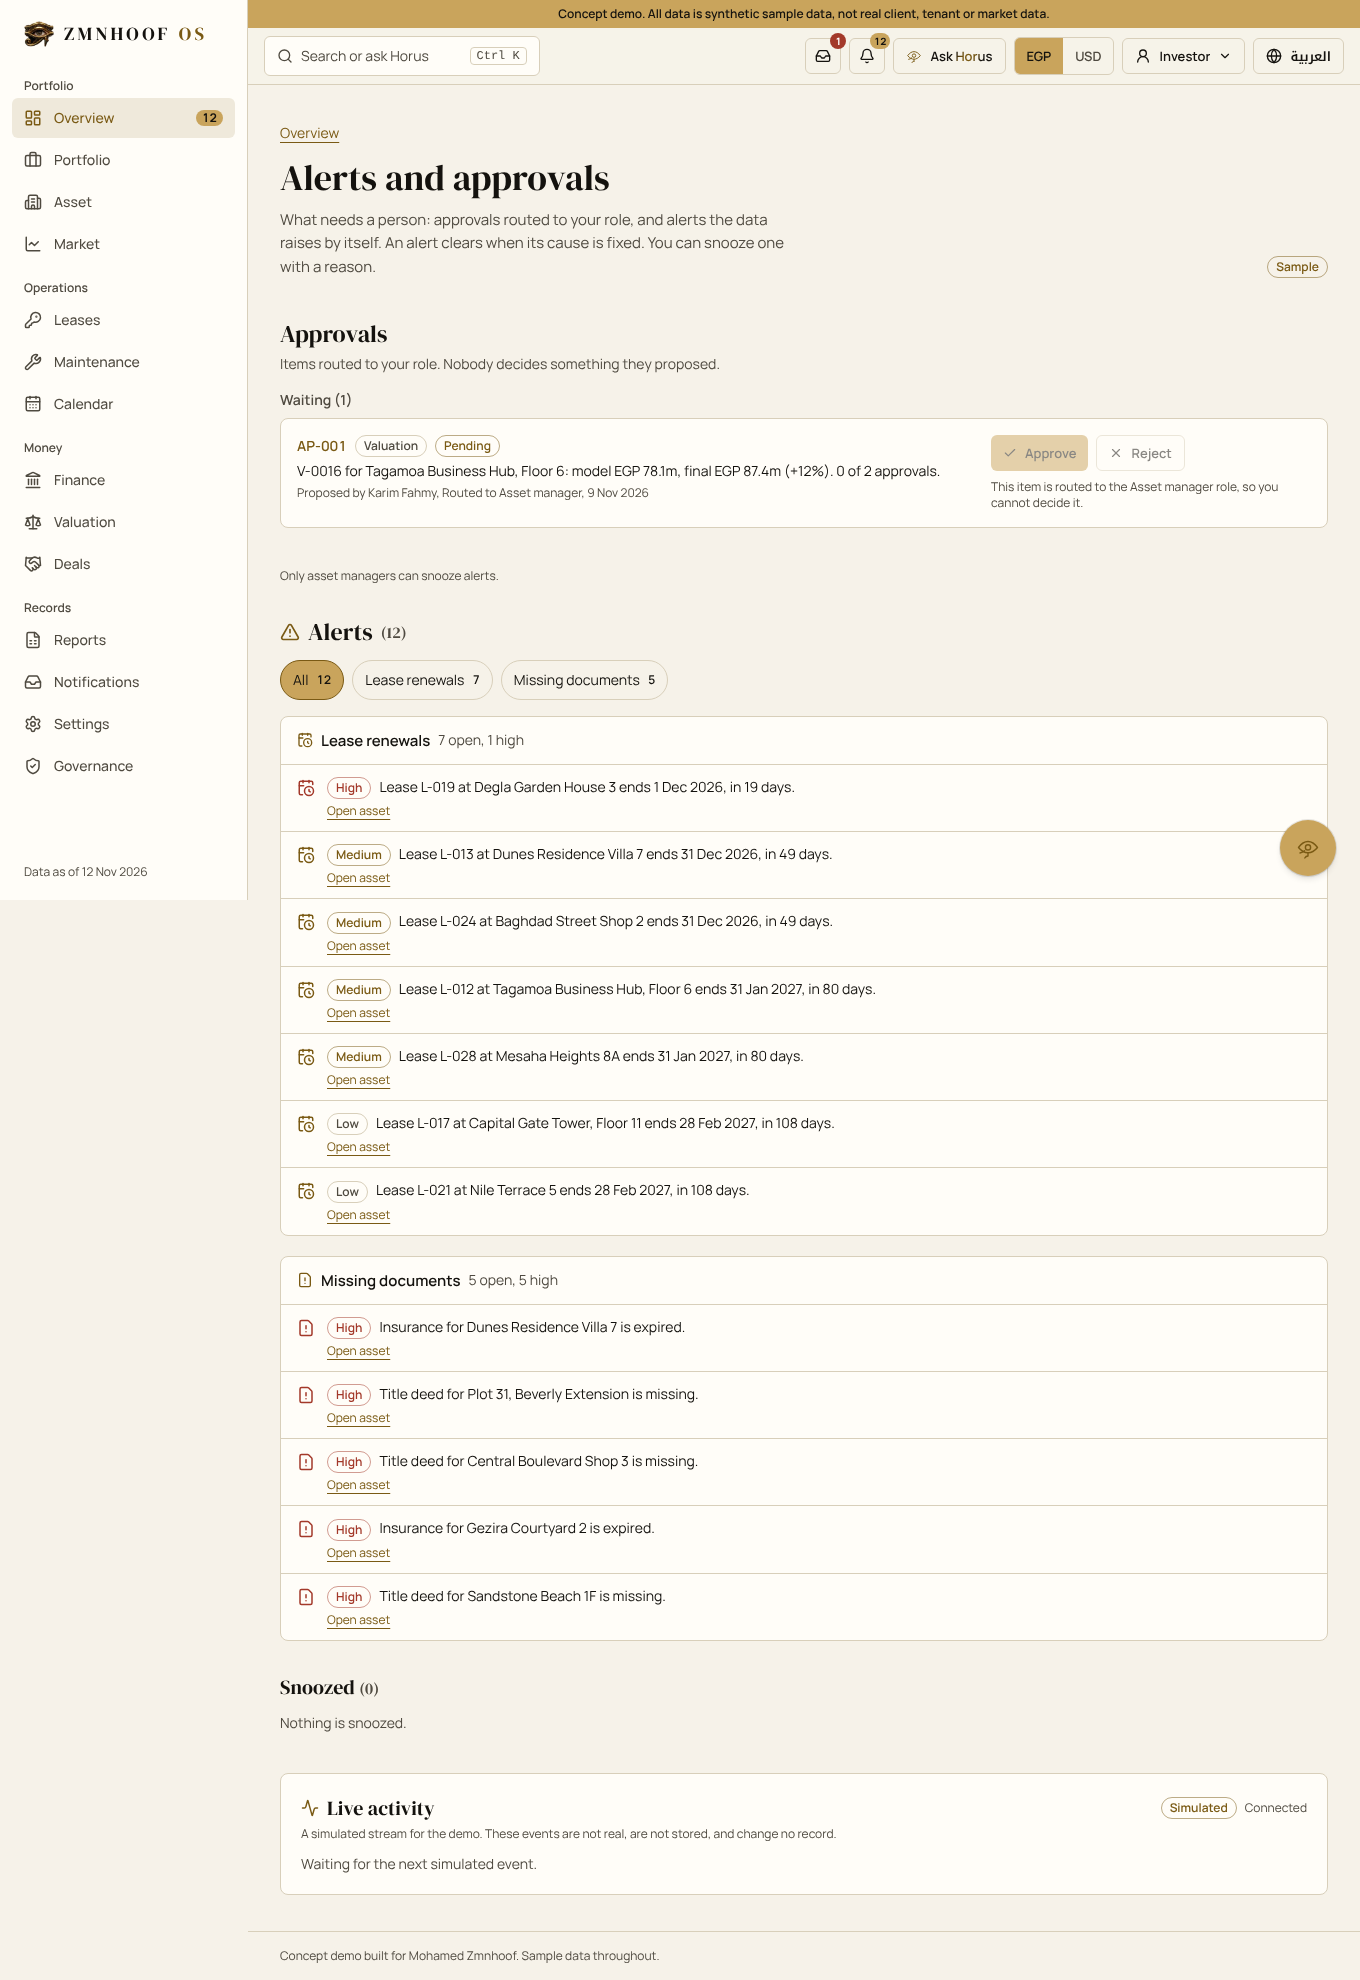 ZMNHOOF OS
Portfolio
Overview 12
Portfolio
Asset
Market
Operations
Leases
Maintenance
Calendar
Money
Finance
Valuation
Deals
Records
Reports
Notifications
Settings
Governance
Data as of 12 Nov 2026
Concept demo. All data is synthetic sample data, not real client, tenant or market data.
Search or ask Horus Ctrl K
1
12
Ask Horus
EGP USD
Investor
العربية
Overview
Alerts and approvals
What needs a person: approvals routed to your role, and alerts the data
raises by itself. An alert clears when its cause is fixed. You can snooze one
with a reason.
Sample
Approvals
Items routed to your role. Nobody decides something they proposed.
Waiting (1)
AP-001 Valuation Pending
V-0016 for Tagamoa Business Hub, Floor 6: model EGP 78.1m, final EGP 87.4m (+12%). 0 of 2 approvals.
Proposed by Karim Fahmy, Routed to Asset manager, 9 Nov 2026
Approve Reject
This item is routed to the Asset manager role, so you
cannot decide it.
Only asset managers can snooze alerts.
Alerts (12)
All 12 Lease renewals 7 Missing documents 5
Lease renewals 7 open, 1 high
High Lease L-019 at Degla Garden House 3 ends 1 Dec 2026, in 19 days.
Open asset
Medium Lease L-013 at Dunes Residence Villa 7 ends 31 Dec 2026, in 49 days.
Open asset
Medium Lease L-024 at Baghdad Street Shop 2 ends 31 Dec 2026, in 49 days.
Open asset
Medium Lease L-012 at Tagamoa Business Hub, Floor 6 ends 31 Jan 2027, in 80 days.
Open asset
Medium Lease L-028 at Mesaha Heights 8A ends 31 Jan 2027, in 80 days.
Open asset
Low Lease L-017 at Capital Gate Tower, Floor 11 ends 28 Feb 2027, in 108 days.
Open asset
Low Lease L-021 at Nile Terrace 5 ends 28 Feb 2027, in 108 days.
Open asset
Missing documents 5 open, 5 high
High Insurance for Dunes Residence Villa 7 is expired.
Open asset
High Title deed for Plot 31, Beverly Extension is missing.
Open asset
High Title deed for Central Boulevard Shop 3 is missing.
Open asset
High Insurance for Gezira Courtyard 2 is expired.
Open asset
High Title deed for Sandstone Beach 1F is missing.
Open asset
Snoozed (0)
Nothing is snoozed.
Live activity
Simulated Connected
A simulated stream for the demo. These events are not real, are not stored, and change no record.
Waiting for the next simulated event.
Concept demo built for Mohamed Zmnhoof. Sample data throughout.